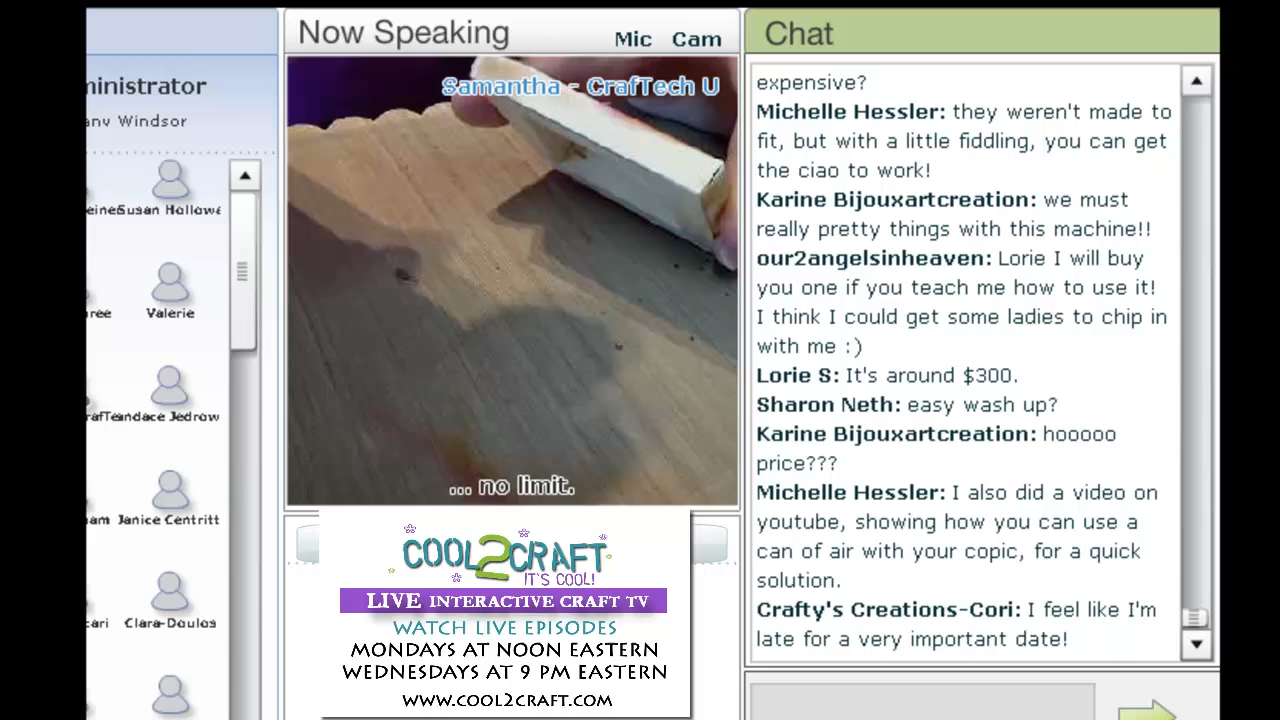 ministrator
any Windsor
eines Susan Hollowa
ree Valerie
rafTe andace Jedrow
am Janice Centritt
cari Clara-Doulos
Now Speaking
Mic Cam
Samantha - CrafTech U
... no limit.
COOL2CRAFT
IT'S COOL!
LIVE INTERACTIVE CRAFT TV
WATCH LIVE EPISODES
MONDAYS AT NOON EASTERN
WEDNESDAYS AT 9 PM EASTERN
WWW.COOL2CRAFT.COM
Chat
expensive?
Michelle Hessler: they weren't made to
fit, but with a little fiddling, you can get
the ciao to work!
Karine Bijouxartcreation: we must
really pretty things with this machine!!
our2angelsinheaven: Lorie I will buy
you one if you teach me how to use it!
I think I could get some ladies to chip in
with me :)
Lorie S: It's around $300.
Sharon Neth: easy wash up?
Karine Bijouxartcreation: hooooo
price???
Michelle Hessler: I also did a video on
youtube, showing how you can use a
can of air with your copic, for a quick
solution.
Crafty's Creations-Cori: I feel like I'm
late for a very important date!